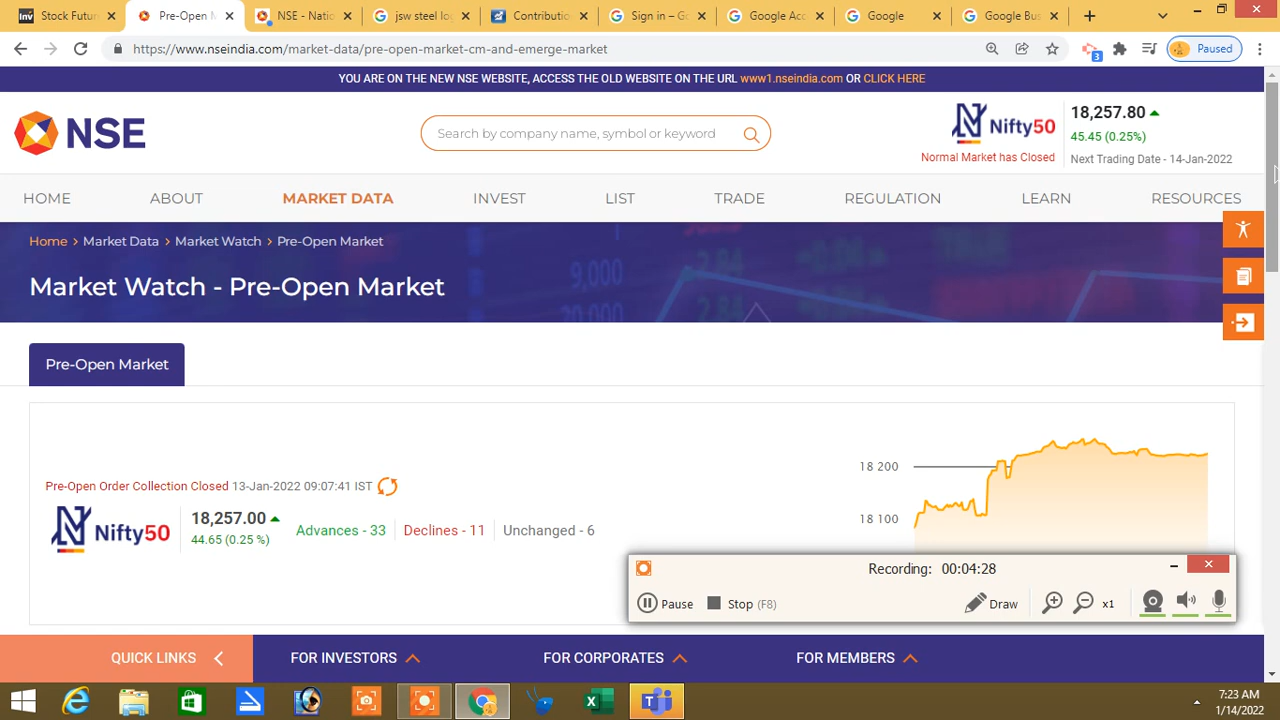 Inv Stock Futur
Pre-Open M
NSE - Natio
jsw steel log
Contributio
Sign in – Go
Google Acc
Google
Google Bus
https://www.nseindia.com/market-data/pre-open-market-cm-and-emerge-market
3
Paused
YOU ARE ON THE NEW NSE WEBSITE, ACCESS THE OLD WEBSITE ON THE URL www1.nseindia.com OR CLICK HERE
NSE
Search by company name, symbol or keyword
Nifty50
18,257.80
45.45 (0.25%)
Normal Market has Closed
Next Trading Date - 14-Jan-2022
HOME ABOUT MARKET DATA INVEST LIST TRADE REGULATION LEARN RESOURCES
Home > Market Data > Market Watch > Pre-Open Market
Market Watch - Pre-Open Market
Pre-Open Market
18 200
Pre-Open Order Collection Closed 13-Jan-2022 09:07:41 IST
Nifty50
18,257.00
44.65 (0.25 %)
Advances - 33
Declines - 11
Unchanged - 6
18 100
Recording: 00:04:28
Pause
Stop (F8)
Draw
x1
QUICK LINKS
FOR INVESTORS
FOR CORPORATES
FOR MEMBERS
7:23 AM
1/14/2022